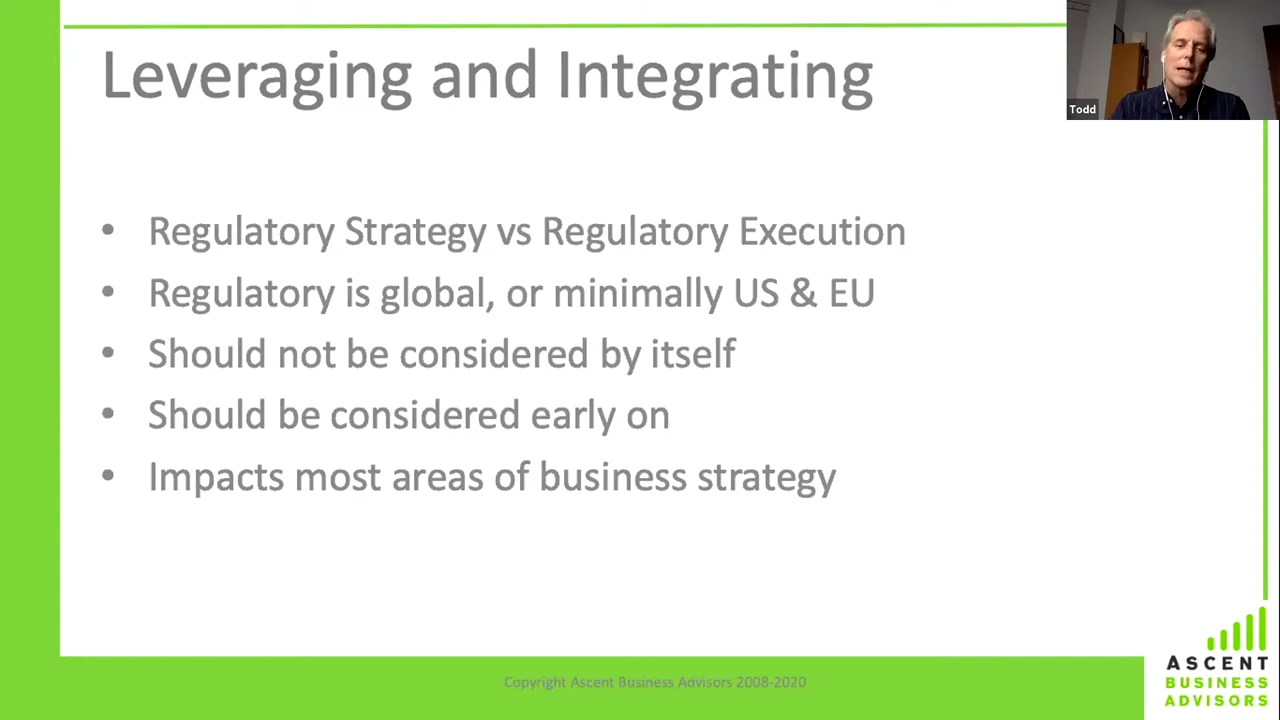 Leveraging and Integrating
Todd
• Regulatory Strategy vs Regulatory Execution
• Regulatory is global, or minimally US & EU
• Should not be considered by itself
• Should be considered early on
• Impacts most areas of business strategy
Copyright Ascent Business Advisors 2008-2020
ASCENT
BUSINESS
ADVISORS